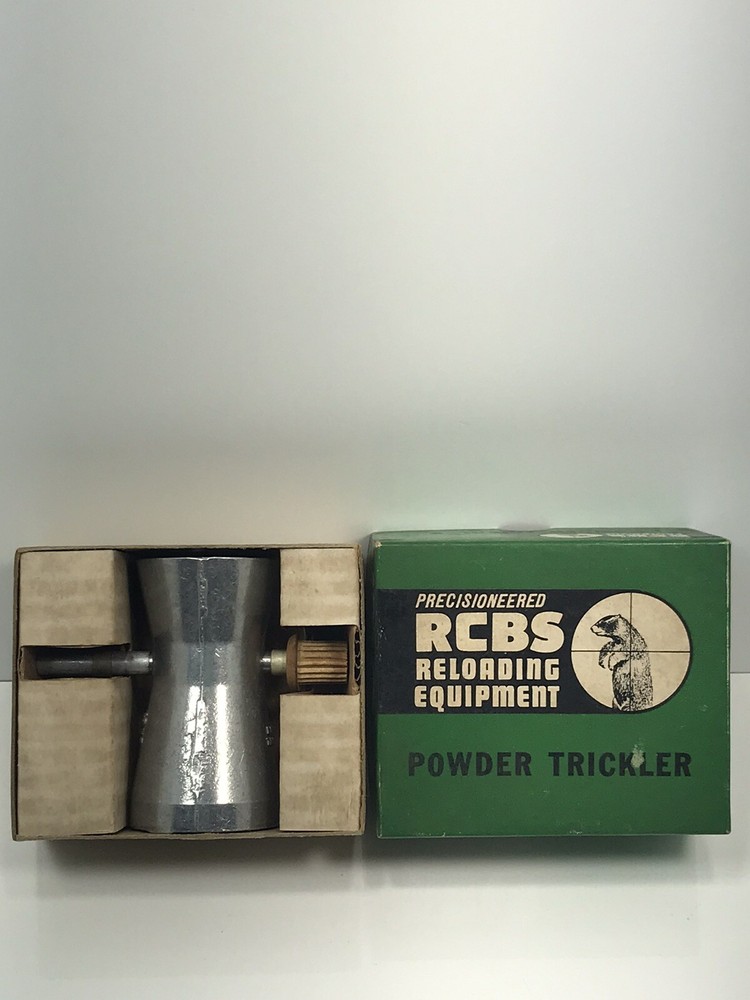 PRECISIONEERED
RCBS
RELOADING
EQUIPMENT
POWDER TRICKLER